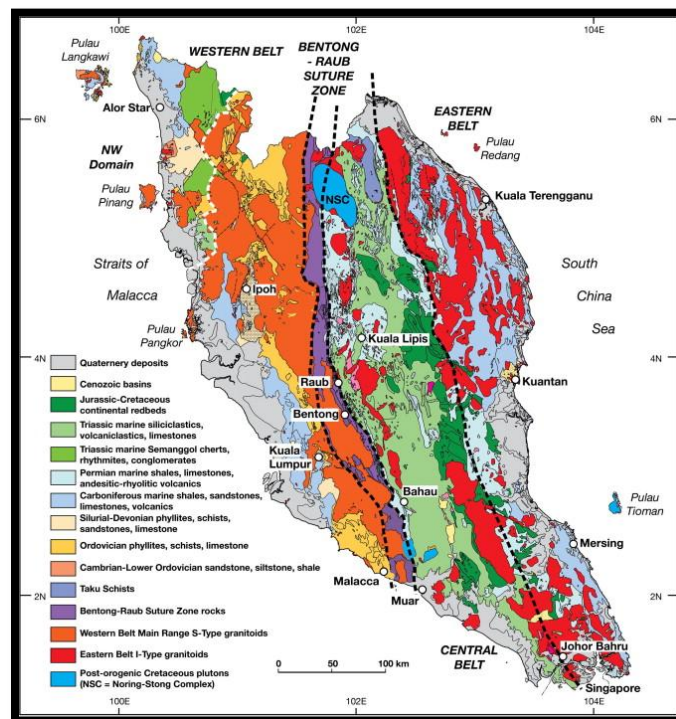 100E
102E
104E
Pulau
Langkawi
WESTERN BELT
BENTONG
- RAUB
SUTURE
ZONE
Alor Star
6N
EASTERN
BELT
6N
Pulau
Redang
NW
Domain
Pulau
Pinang
NSC
Kuala Terengganu
Straits of
Malacca
Ipoh
South
China
Sea
Pulau
Pangkor
Kuala Lipis
4N
4N
Kuantan
Raub
Bentong
Kuala
Lumpur
Bahau
Pulau
Tioman
Mersing
Malacca
Muar
2N
2N
CENTRAL
BELT
Johor Bahru
Singapore
Quaternery deposits
Cenozoic basins
Jurassic-Cretaceous
continental redbeds
Triassic marine siliciclastics,
volcaniclastics, limestones
Triassic marine Semanggol cherts,
rhythmites, conglomerates
Permian marine shales, limestones,
andesitic-rhyolitic volcanics
Carboniferous marine shales, sandstones,
limestones, volcanics
Silurial-Devonian phyllites, schists,
sandstones, limestone
Ordovician phyllites, schists, limestone
Cambrian-Lower Ordovician sandstone, siltstone, shale
Taku Schists
Bentong-Raub Suture Zone rocks
Western Belt Main Range S-Type granitoids
Eastern Belt I-Type granitoids
Post-orogenic Cretaceous plutons
(NSC = Noring-Stong Complex)
0 50 100 km
100E
102E
104E